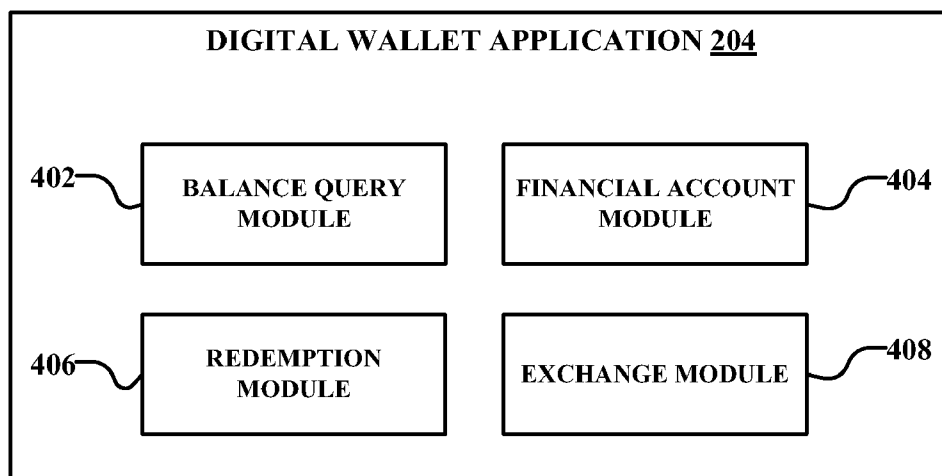 DIGITAL WALLET APPLICATION 204
402
BALANCE QUERY
MODULE
FINANCIAL ACCOUNT
MODULE
404
406
REDEMPTION
MODULE
EXCHANGE MODULE
408